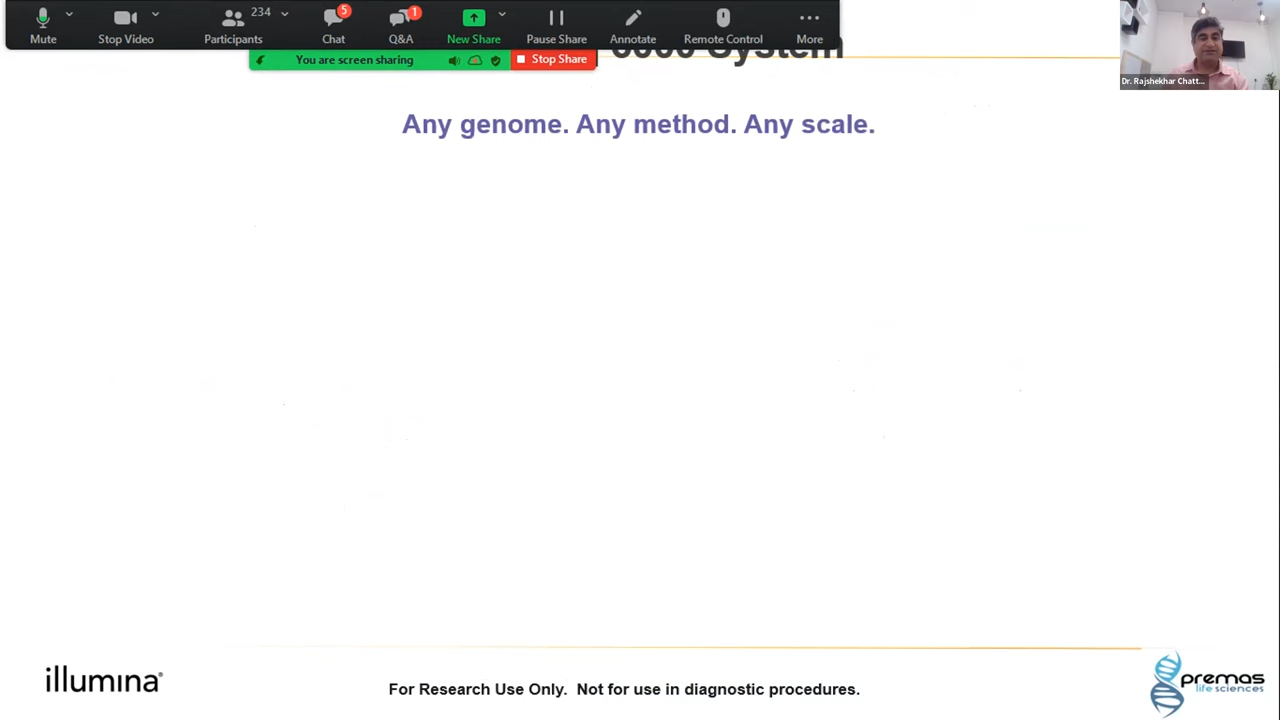 234
5
1
Mute
Stop Video
Participants
Chat
Q&A
New Share
Pause Share
Annotate
Remote Control
More
You are screen sharing
Stop Share
6000 System
Dr. Rajshekhar Chatt...
Any genome. Any method. Any scale.
illumina®
For Research Use Only. Not for use in diagnostic procedures.
premas
life sciences